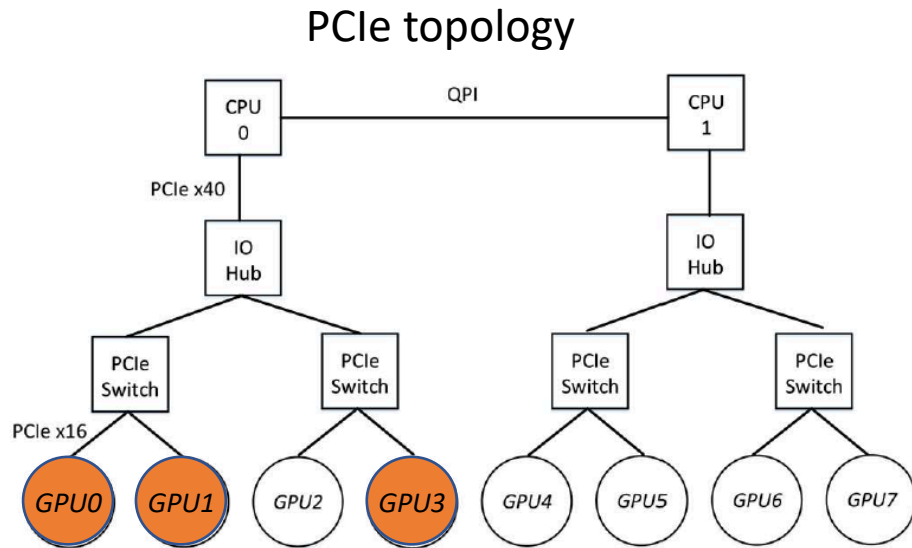 PCIe topology
QPI
CPU
0
CPU
1
PCIe x40
IO
Hub
IO
Hub
PCIe
Switch
PCIe
Switch
PCIe
Switch
PCIe
Switch
PCIe x16
GPU0
GPU1
GPU2
GPU3
GPU4
GPU5
GPU6
GPU7